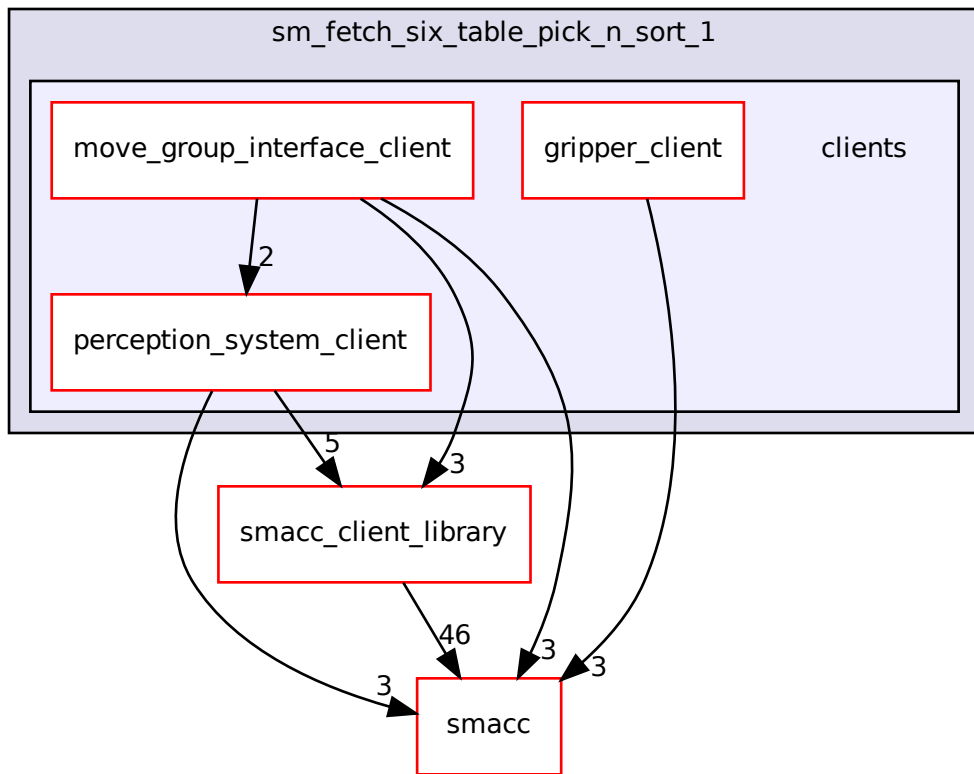 sm_fetch_six_table_pick_n_sort_1
move_group_interface_client
gripper_client
clients
2
perception_system_client
5
3
smacc_client_library
46
3
3
3
smacc